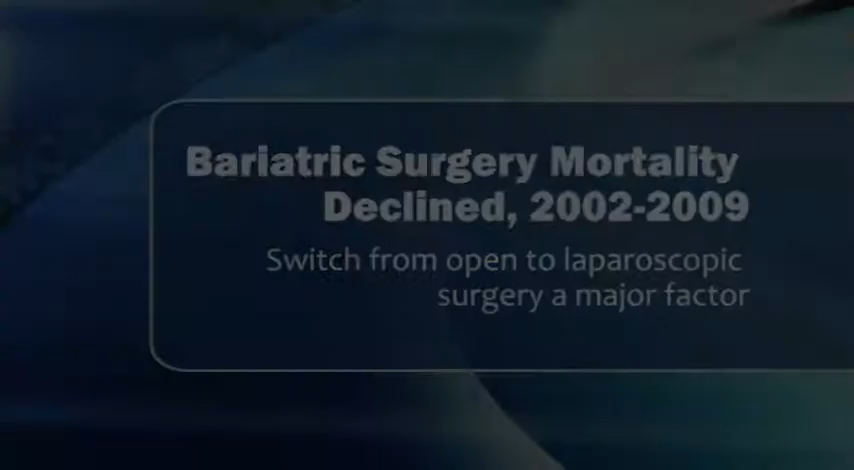 Bariatric Surgery Mortality
Declined, 2002-2009
Switch from open to laparoscopic
surgery a major factor